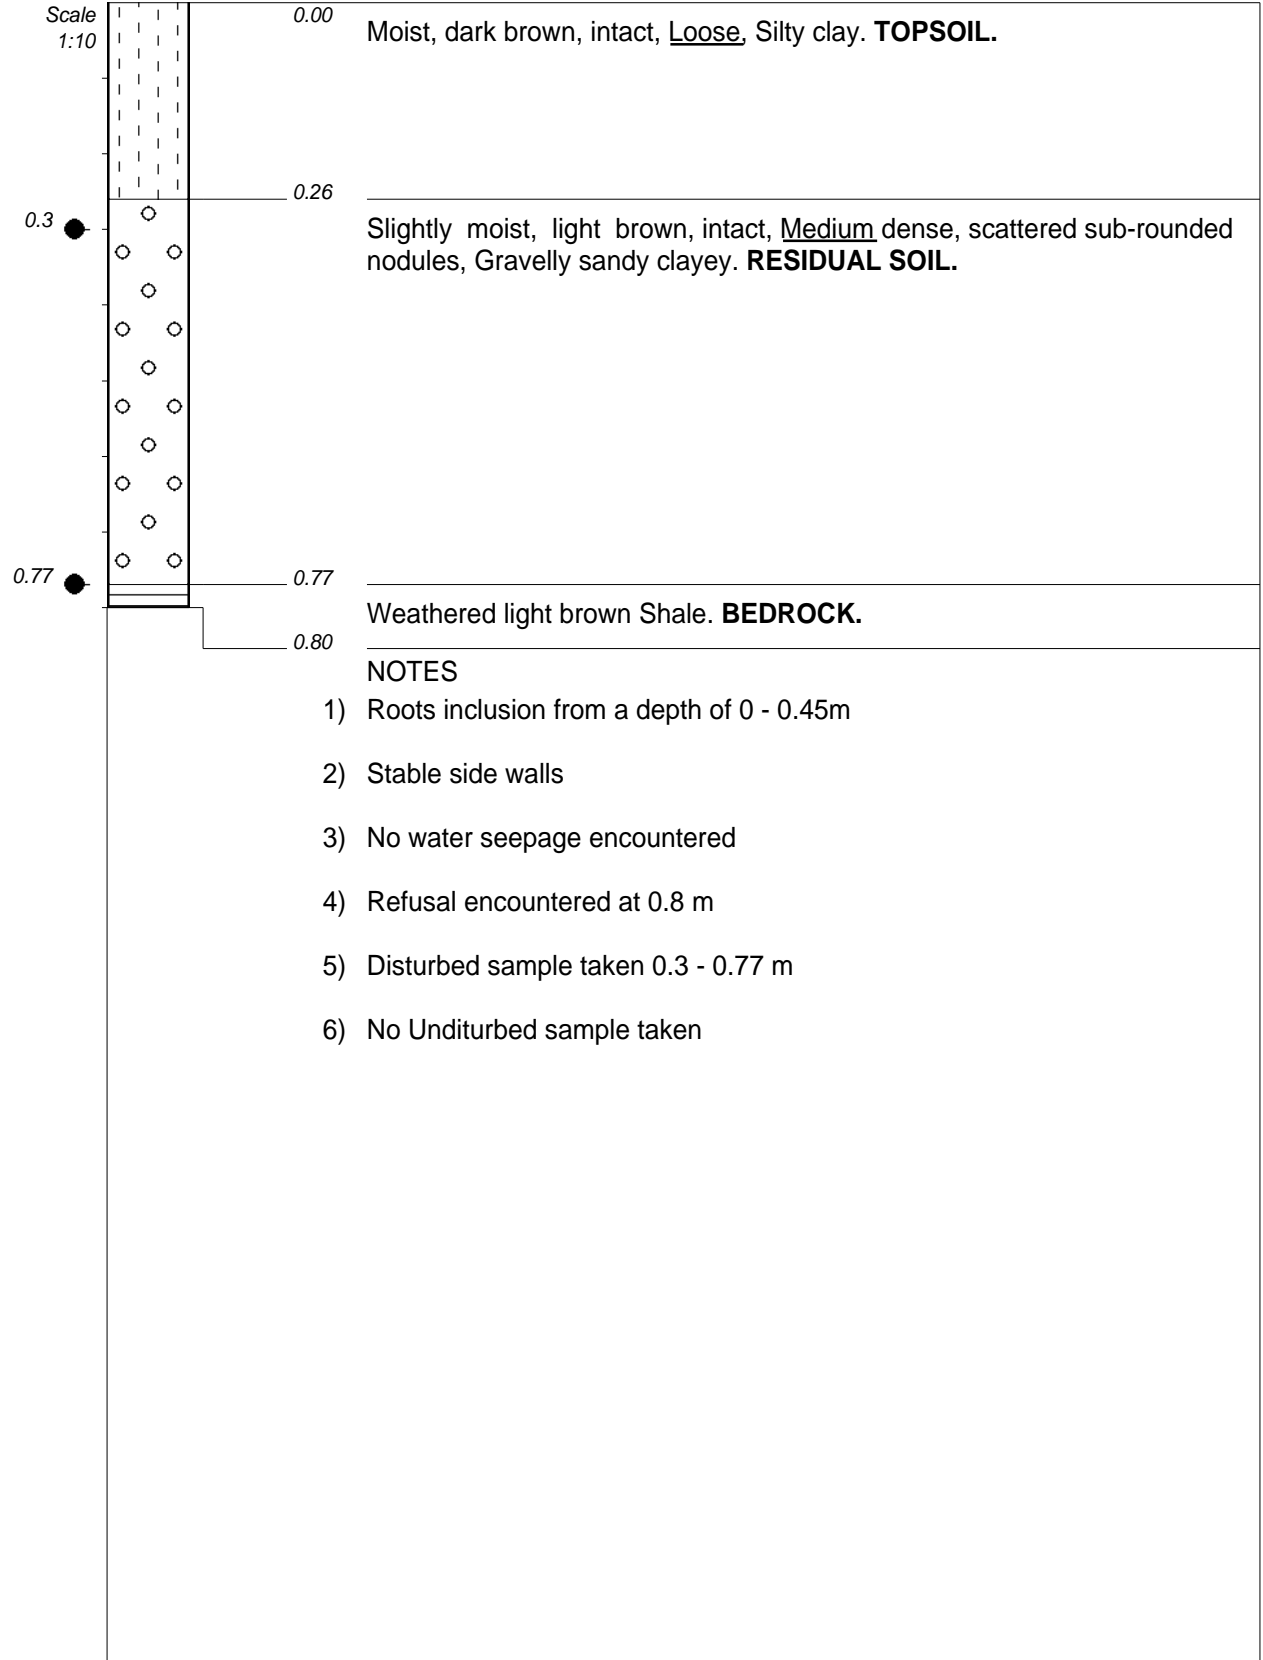 Scale
1:10
0.00
Moist, dark brown, intact, Loose, Silty clay. TOPSOIL.
0.26
0.3
Slightly moist, light brown, intact, Medium dense, scattered sub-rounded
nodules, Gravelly sandy clayey. RESIDUAL SOIL.
0.77
0.77
Weathered light brown Shale. BEDROCK.
0.80
NOTES
1) Roots inclusion from a depth of 0 - 0.45m
2) Stable side walls
3) No water seepage encountered
4) Refusal encountered at 0.8 m
5) Disturbed sample taken 0.3 - 0.77 m
6) No Unditurbed sample taken